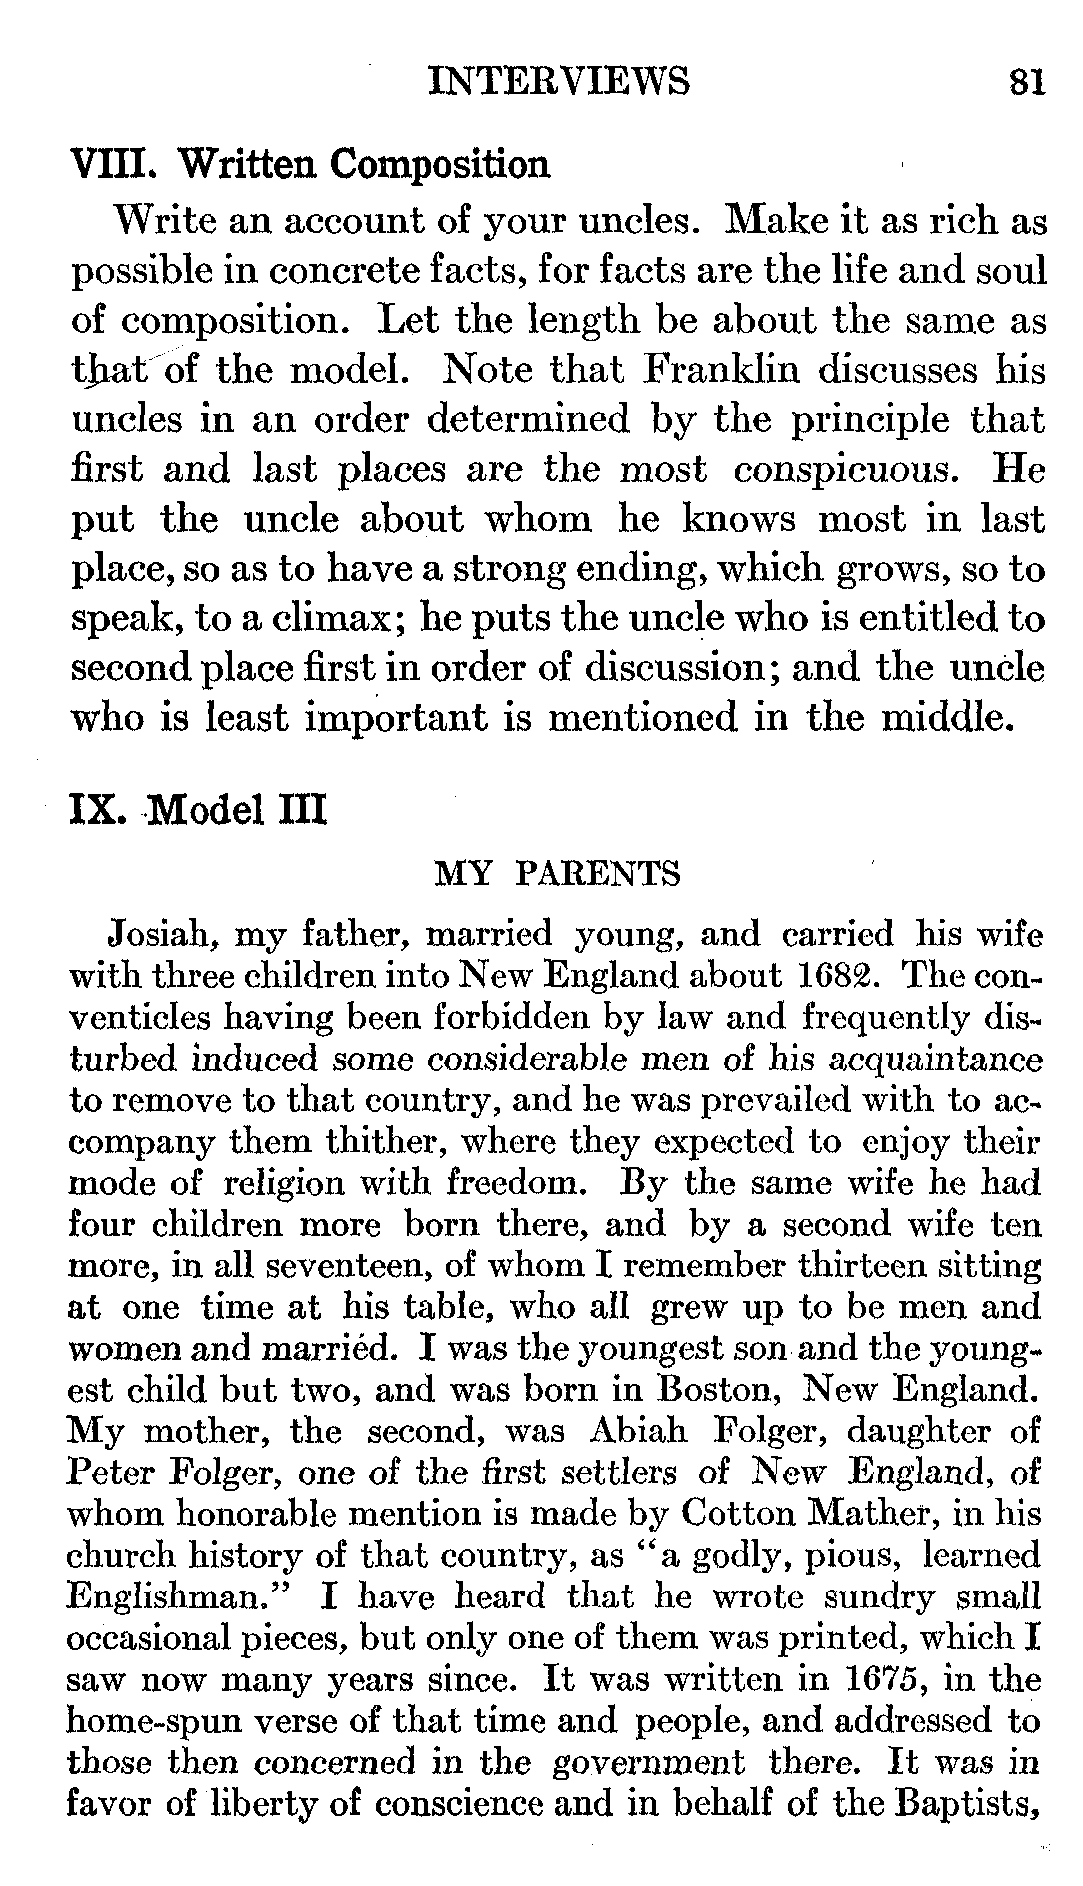 INTERVIEWS 81
VIII. Written Composition
Write an account of your uncles. Make it as rich as
possible in concrete facts, for facts are the life and soul
of composition. Let the length be about the same as
that of the model. Note that Franklin discusses his
uncles in an order determined by the principle that
first and last places are the most conspicuous. He
put the uncle about whom he knows most in last
place, so as to have a strong ending, which grows, so to
speak, to a climax; he puts the uncle who is entitled to
second place first in order of discussion; and the uncle
who is least important is mentioned in the middle.
IX. Model III
MY PARENTS
Josiah, my father, married young, and carried his wife
with three children into New England about 1682. The con-
venticles having been forbidden by law and frequently dis-
turbed induced some considerable men of his acquaintance
to remove to that country, and he was prevailed with to ac-
company them thither, where they expected to enjoy their
mode of religion with freedom. By the same wife he had
four children more born there, and by a second wife ten
more, in all seventeen, of whom I remember thirteen sitting
at one time at his table, who all grew up to be men and
women and married. I was the youngest son and the young-
est child but two, and was born in Boston, New England.
My mother, the second, was Abiah Folger, daughter of
Peter Folger, one of the first settlers of New England, of
whom honorable mention is made by Cotton Mather, in his
church history of that country, as "a godly, pious, learned
Englishman." I have heard that he wrote sundry small
occasional pieces, but only one of them was printed, which I
saw now many years since. It was written in 1675, in the
home-spun verse of that time and people, and addressed to
those then concerned in the government there. It was in
favor of liberty of conscience and in behalf of the Baptists,